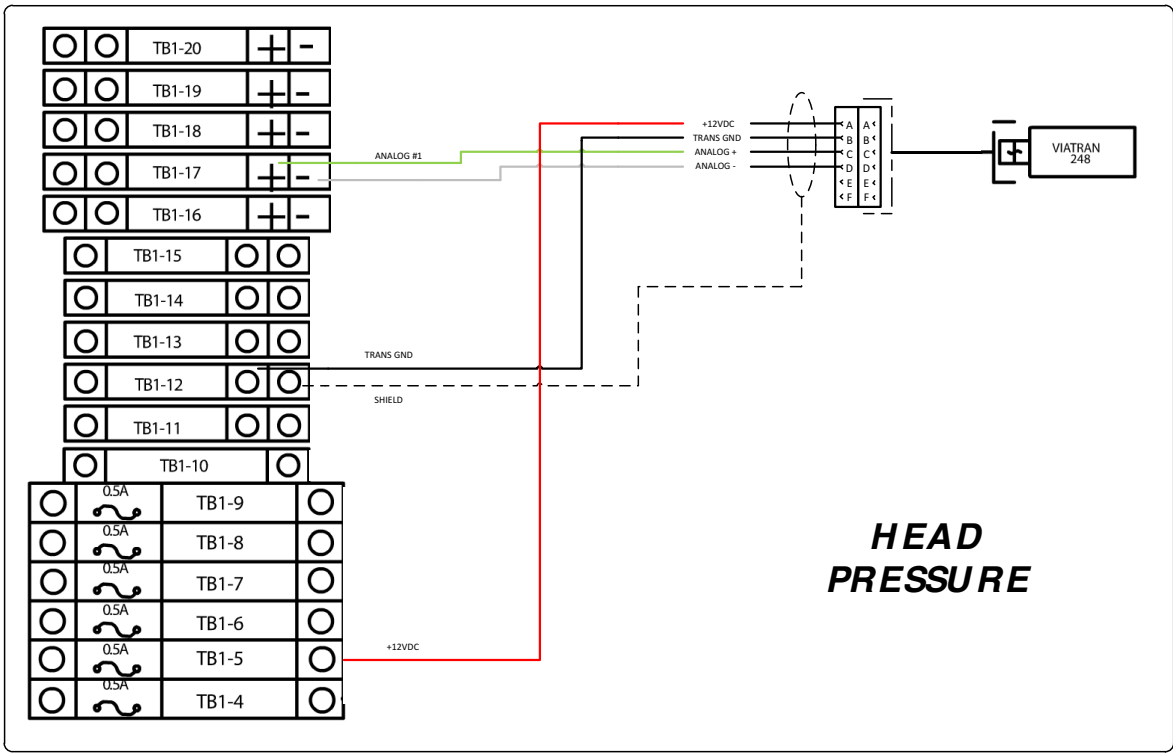 TB1-20
+ -
TB1-19
+ -
TB1-18
+ -
TB1-17
+ -
TB1-16
+ -
TB1-15
TB1-14
TB1-13
TB1-12
TB1-11
TB1-10
0.5A
TB1-9
0.5A
TB1-8
0.5A
TB1-7
0.5A
TB1-6
0.5A
TB1-5
0.5A
TB1-4
ANALOG #1
TRANS GND
SHIELD
+12VDC
+12VDC
TRANS GND
ANALOG +
ANALOG -
A A
B B
C C
D D
E E
F F
VIATRAN
248
HEAD
PRESSURE